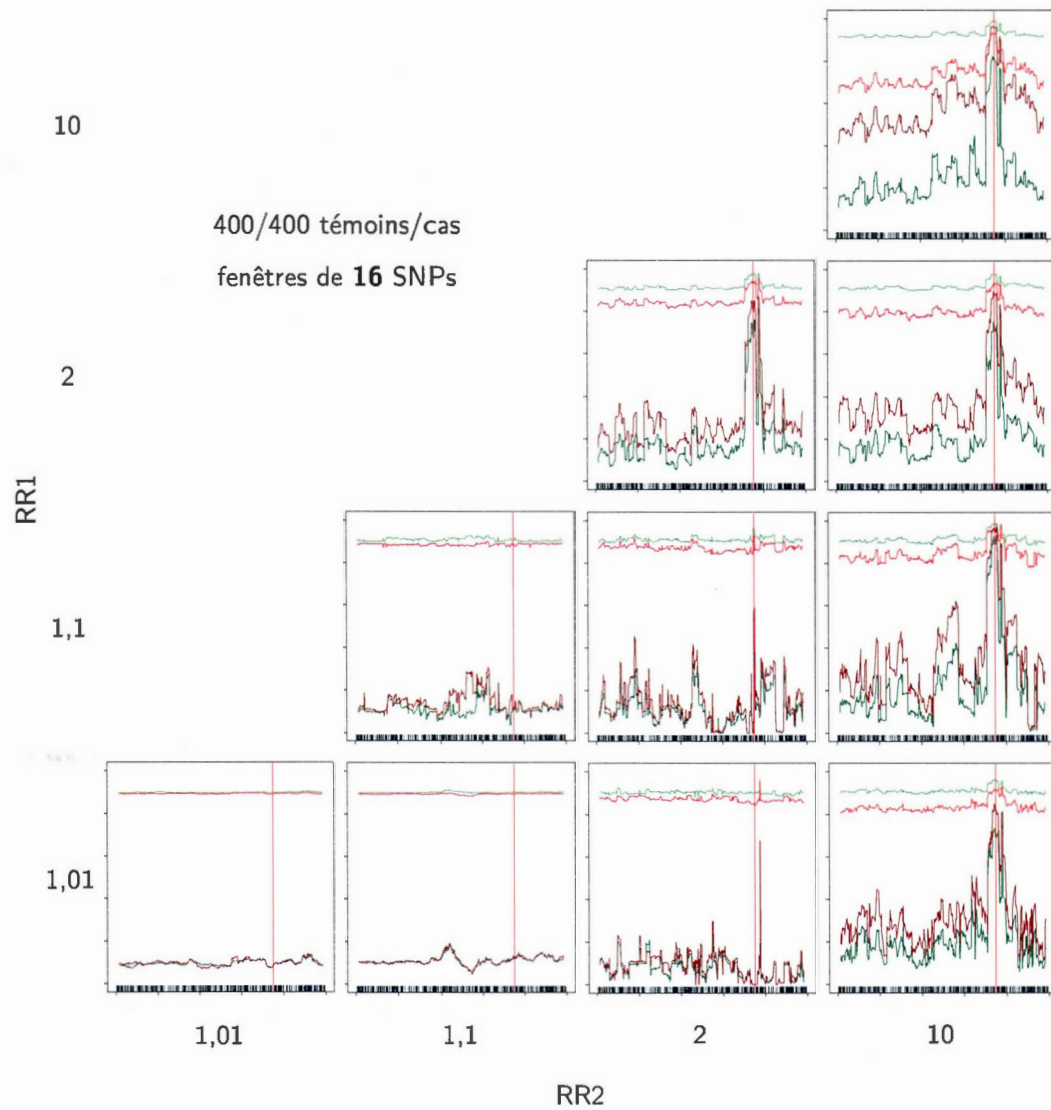 10
400/400 témoins/cas
fenêtres de 16 SNPs
2
RR1
1,1
1,01
1,01 1,1 2 10
RR2